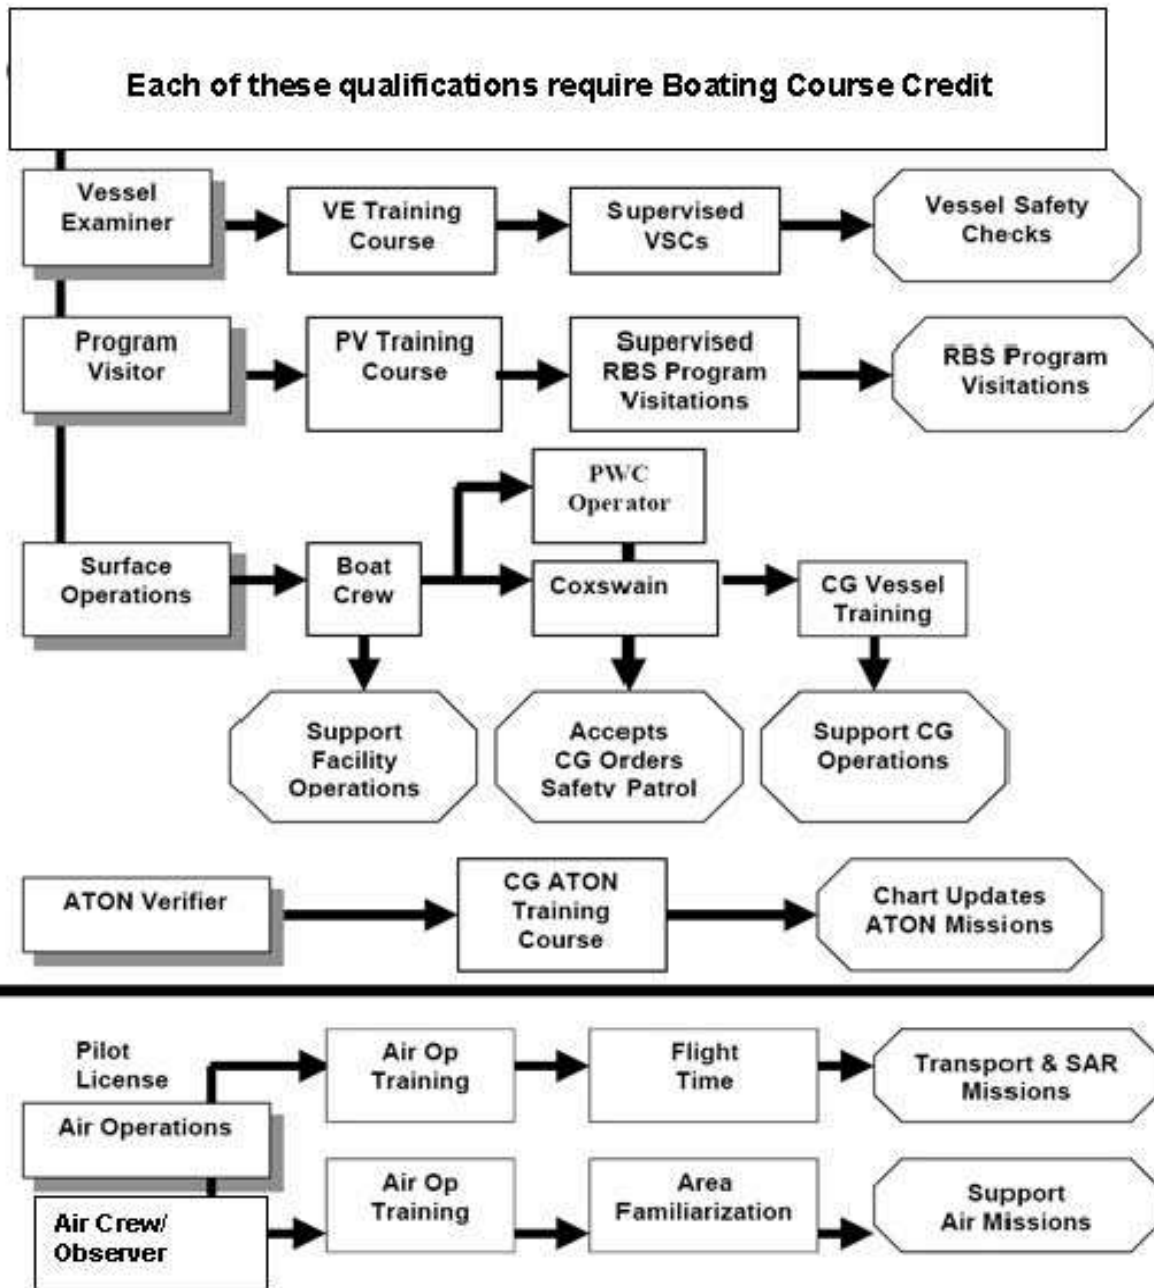 Each of these qualifications require Boating Course Credit
Vessel
Examiner
VE Training
Course
Supervised
VSCs
Vessel Safety
Checks
Program
Visitor
PV Training
Course
Supervised
RBS Program
Visitations
RBS Program
Visitations
PWC
Operator
Surface
Operations
Boat
Crew
Coxswain
CG Vessel
Training
Support
Facility
Operations
Accepts
CG Orders
Safety Patrol
Support CG
Operations
ATON Verifier
CG ATON
Training
Course
Chart Updates
ATON Missions
Pilot
License
Air Operations
Air Op
Training
Flight
Time
Transport & SAR
Missions
Air Crew/
Observer
Air Op
Training
Area
Familiarization
Support
Air Missions